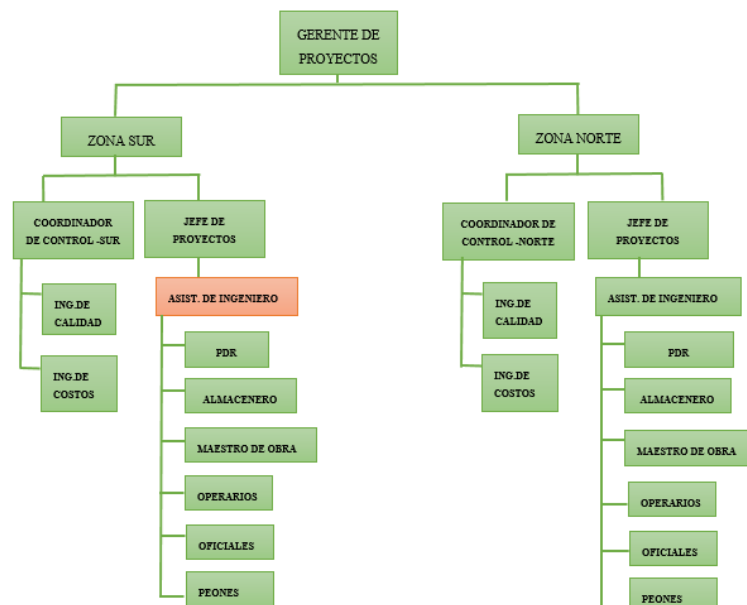 GERENTE DE
PROYECTOS
ZONA SUR
ZONA NORTE
COORDINADOR
DE CONTROL -SUR
JEFE DE
PROYECTOS
ING.DE
CALIDAD
ING.DE
COSTOS
ASIST. DE INGENIERO
PDR
ALMACENERO
MAESTRO DE OBRA
OPERARIOS
OFICIALES
PEONES
COORDINADOR DE
CONTROL -NORTE
JEFE DE
PROYECTOS
ING.DE
CALIDAD
ING.DE
COSTOS
ASIST. DE INGENIERO
PDR
ALMACENERO
MAESTRO DE OBRA
OPERARIOS
OFICIALES
PEONES